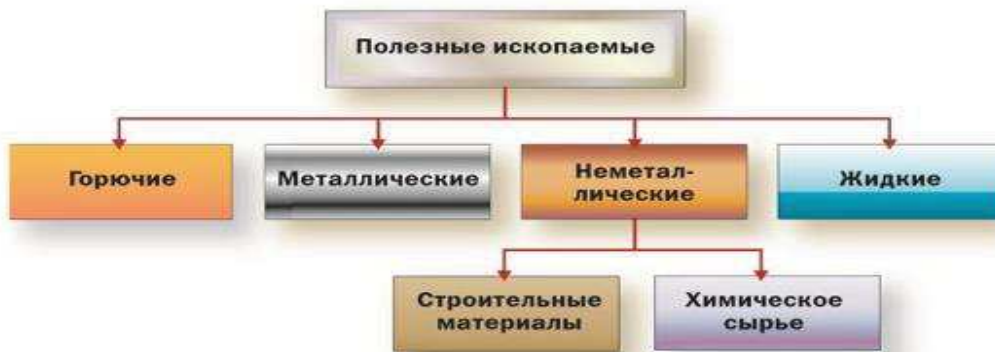 Полезные ископаемые
Горючие
Металлические
Неметал-
лические
Жидкие
Строительные
материалы
Химическое
сырье